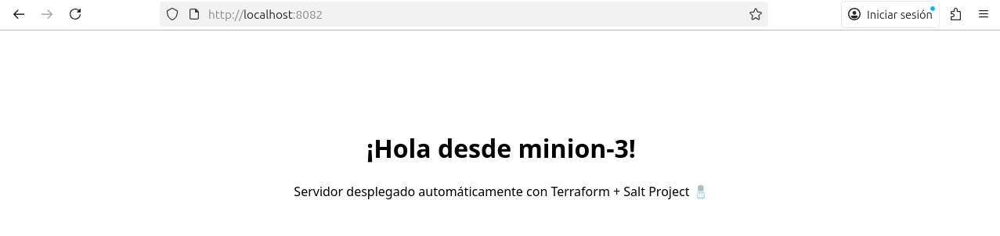 http://localhost:8082
Iniciar sesión
¡Hola desde minion-3!
Servidor desplegado automáticamente con Terraform + Salt Project 🧂